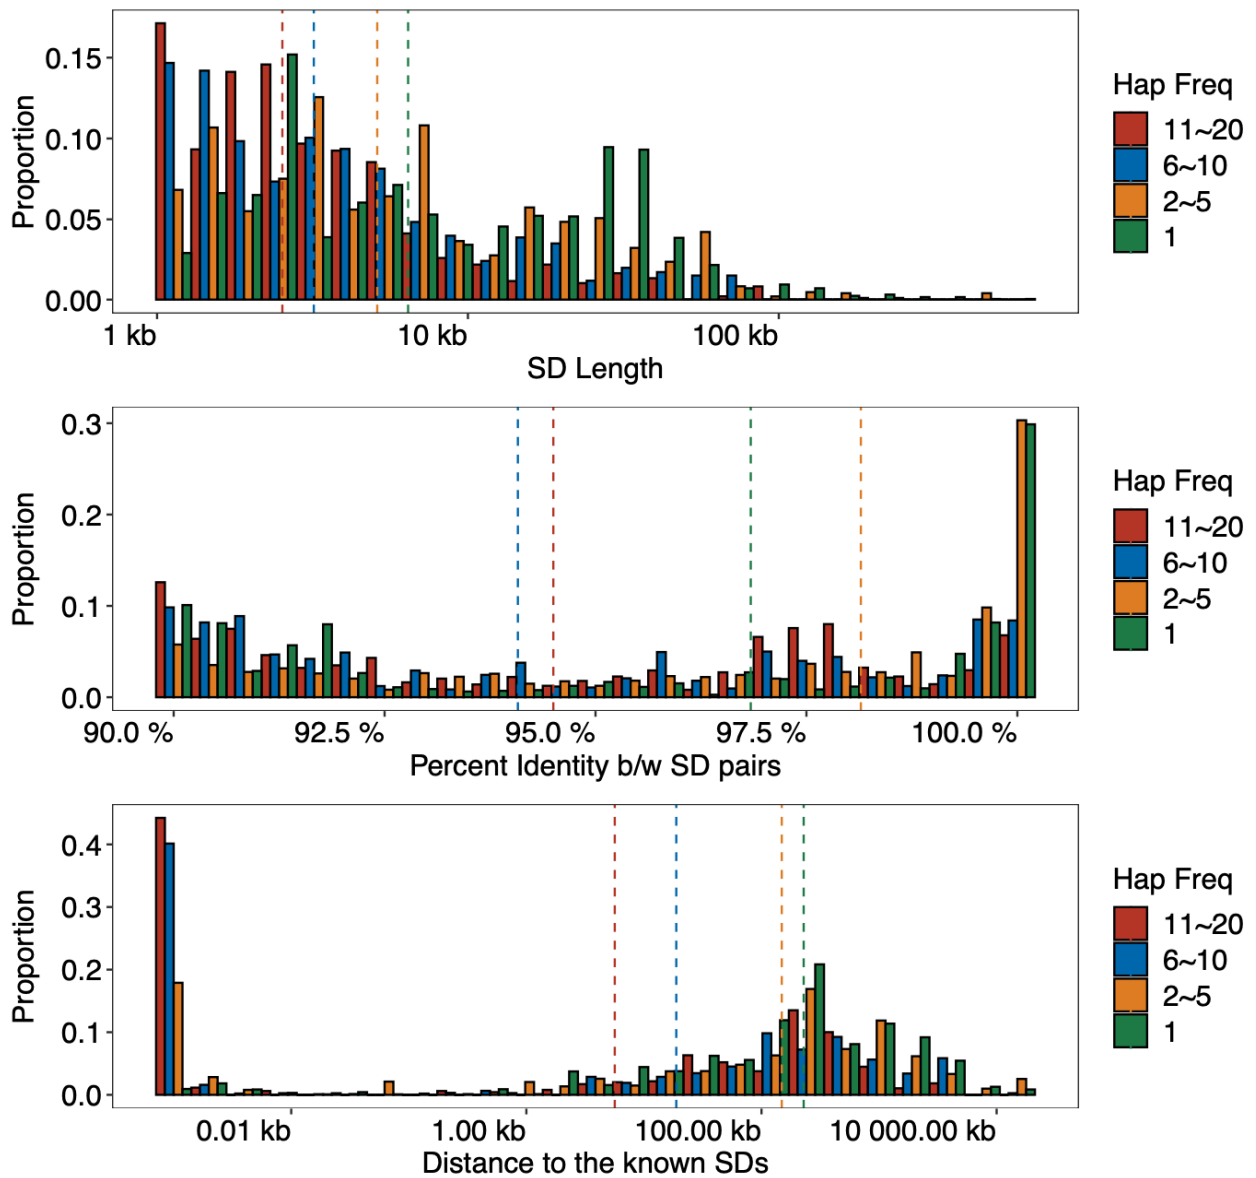 Proportion
0.15
0.10
0.05
0.00
1 kb
10 kb
100 kb
SD Length
Hap Freq
11~20
6~10
2~5
1
Proportion
0.3
0.2
0.1
0.0
90.0 %
92.5 %
95.0 %
97.5 %
100.0 %
Percent Identity b/w SD pairs
Hap Freq
11~20
6~10
2~5
1
Proportion
0.4
0.3
0.2
0.1
0.0
0.01 kb
1.00 kb
100.00 kb
10 000.00 kb
Distance to the known SDs
Hap Freq
11~20
6~10
2~5
1